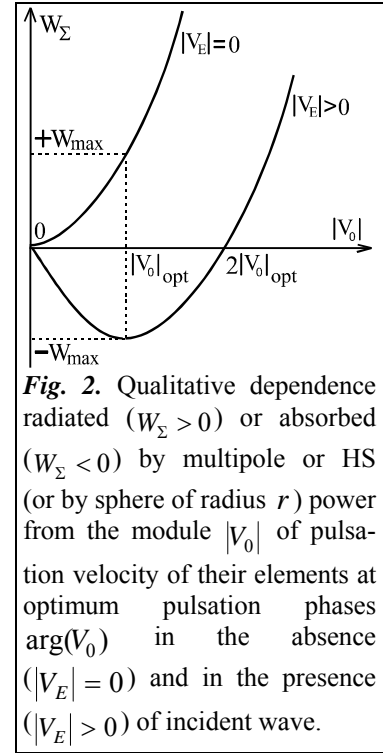 W_Σ
|V_E|=0
|V_E|>0
+W_max
0
|V_0|
|V_0|_opt
2|V_0|_opt
−W_max
Fig. 2. Qualitative dependence
radiated (W_Σ > 0) or absorbed
(W_Σ < 0) by multipole or HS
(or by sphere of radius r) power
from the module |V_0| of pulsa-
tion velocity of their elements at
optimum pulsation phases
arg(V_0) in the absence
(|V_E| = 0) and in the presence
(|V_E| > 0) of incident wave.